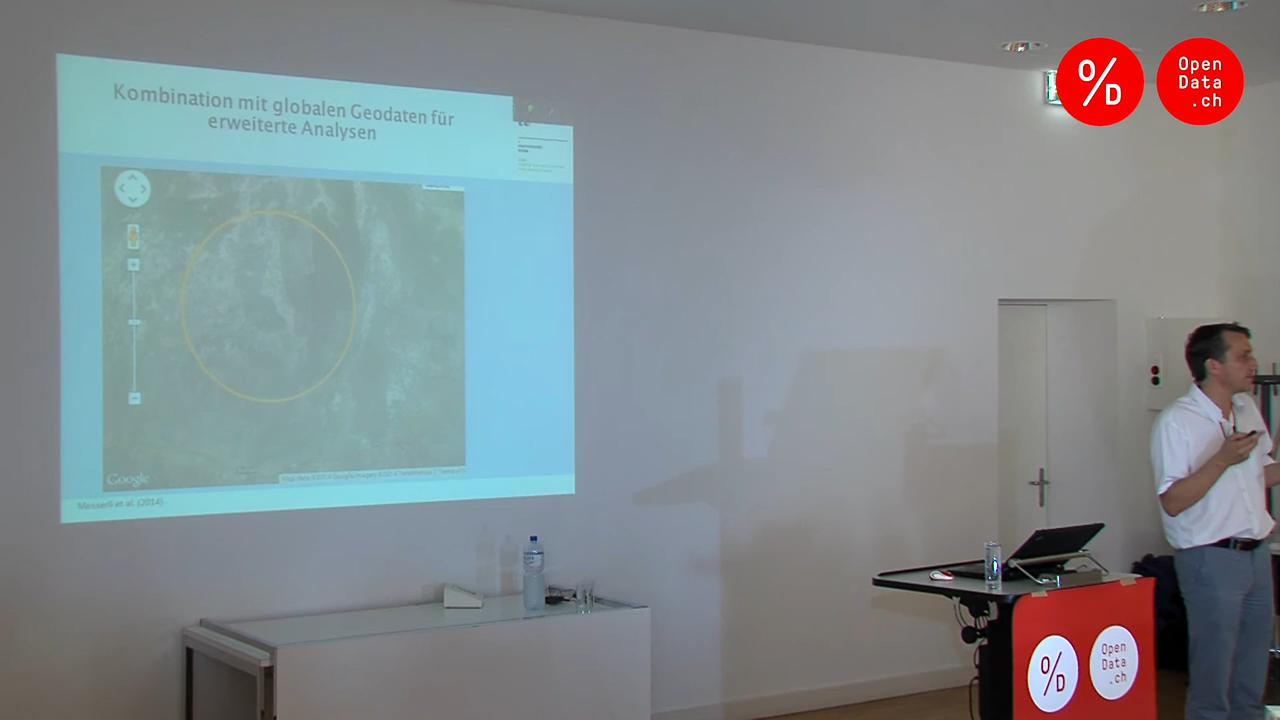 Kombination mit globalen Geodaten für
erweiterte Analysen
Google
Messerli et al. (2014)
%D
Open
Data
.ch
%D
Open
Data
.ch